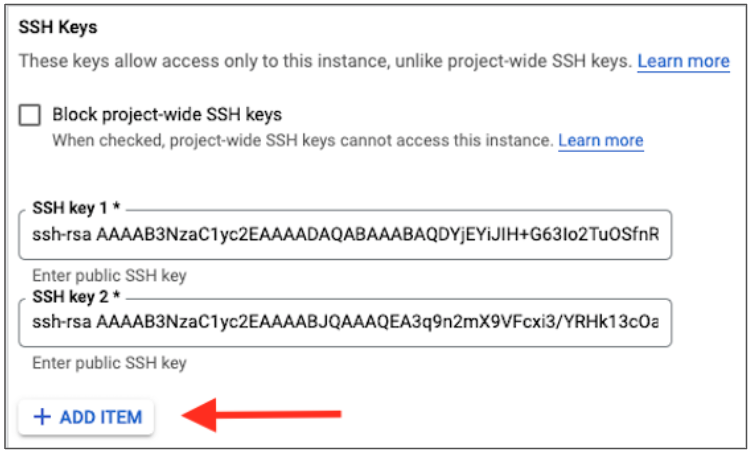 SSH Keys
These keys allow access only to this instance, unlike project-wide SSH keys. Learn more
Block project-wide SSH keys
When checked, project-wide SSH keys cannot access this instance. Learn more
SSH key 1 *
ssh-rsa AAAAB3NzaC1yc2EAAAADAQABAAABAQDYjEYiJIH+G63Io2TuOSfnR
Enter public SSH key
SSH key 2 *
ssh-rsa AAAAB3NzaC1yc2EAAAABJQAAAQEA3q9n2mX9VFcxi3/YRHk13cOa
Enter public SSH key
+ ADD ITEM